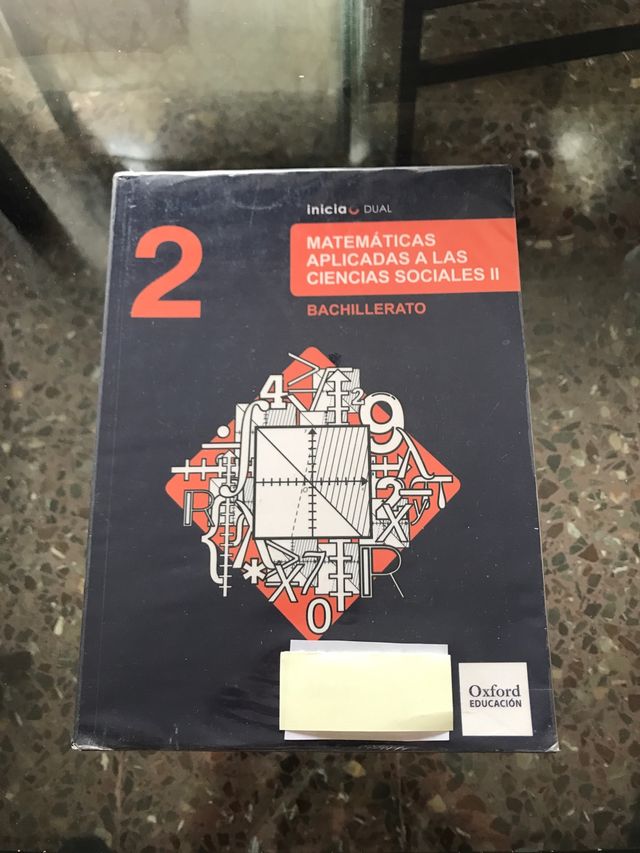 inicia DUAL
2
MATEMÁTICAS
APLICADAS A LAS
CIENCIAS SOCIALES II
BACHILLERATO
Oxford
EDUCACIÓN